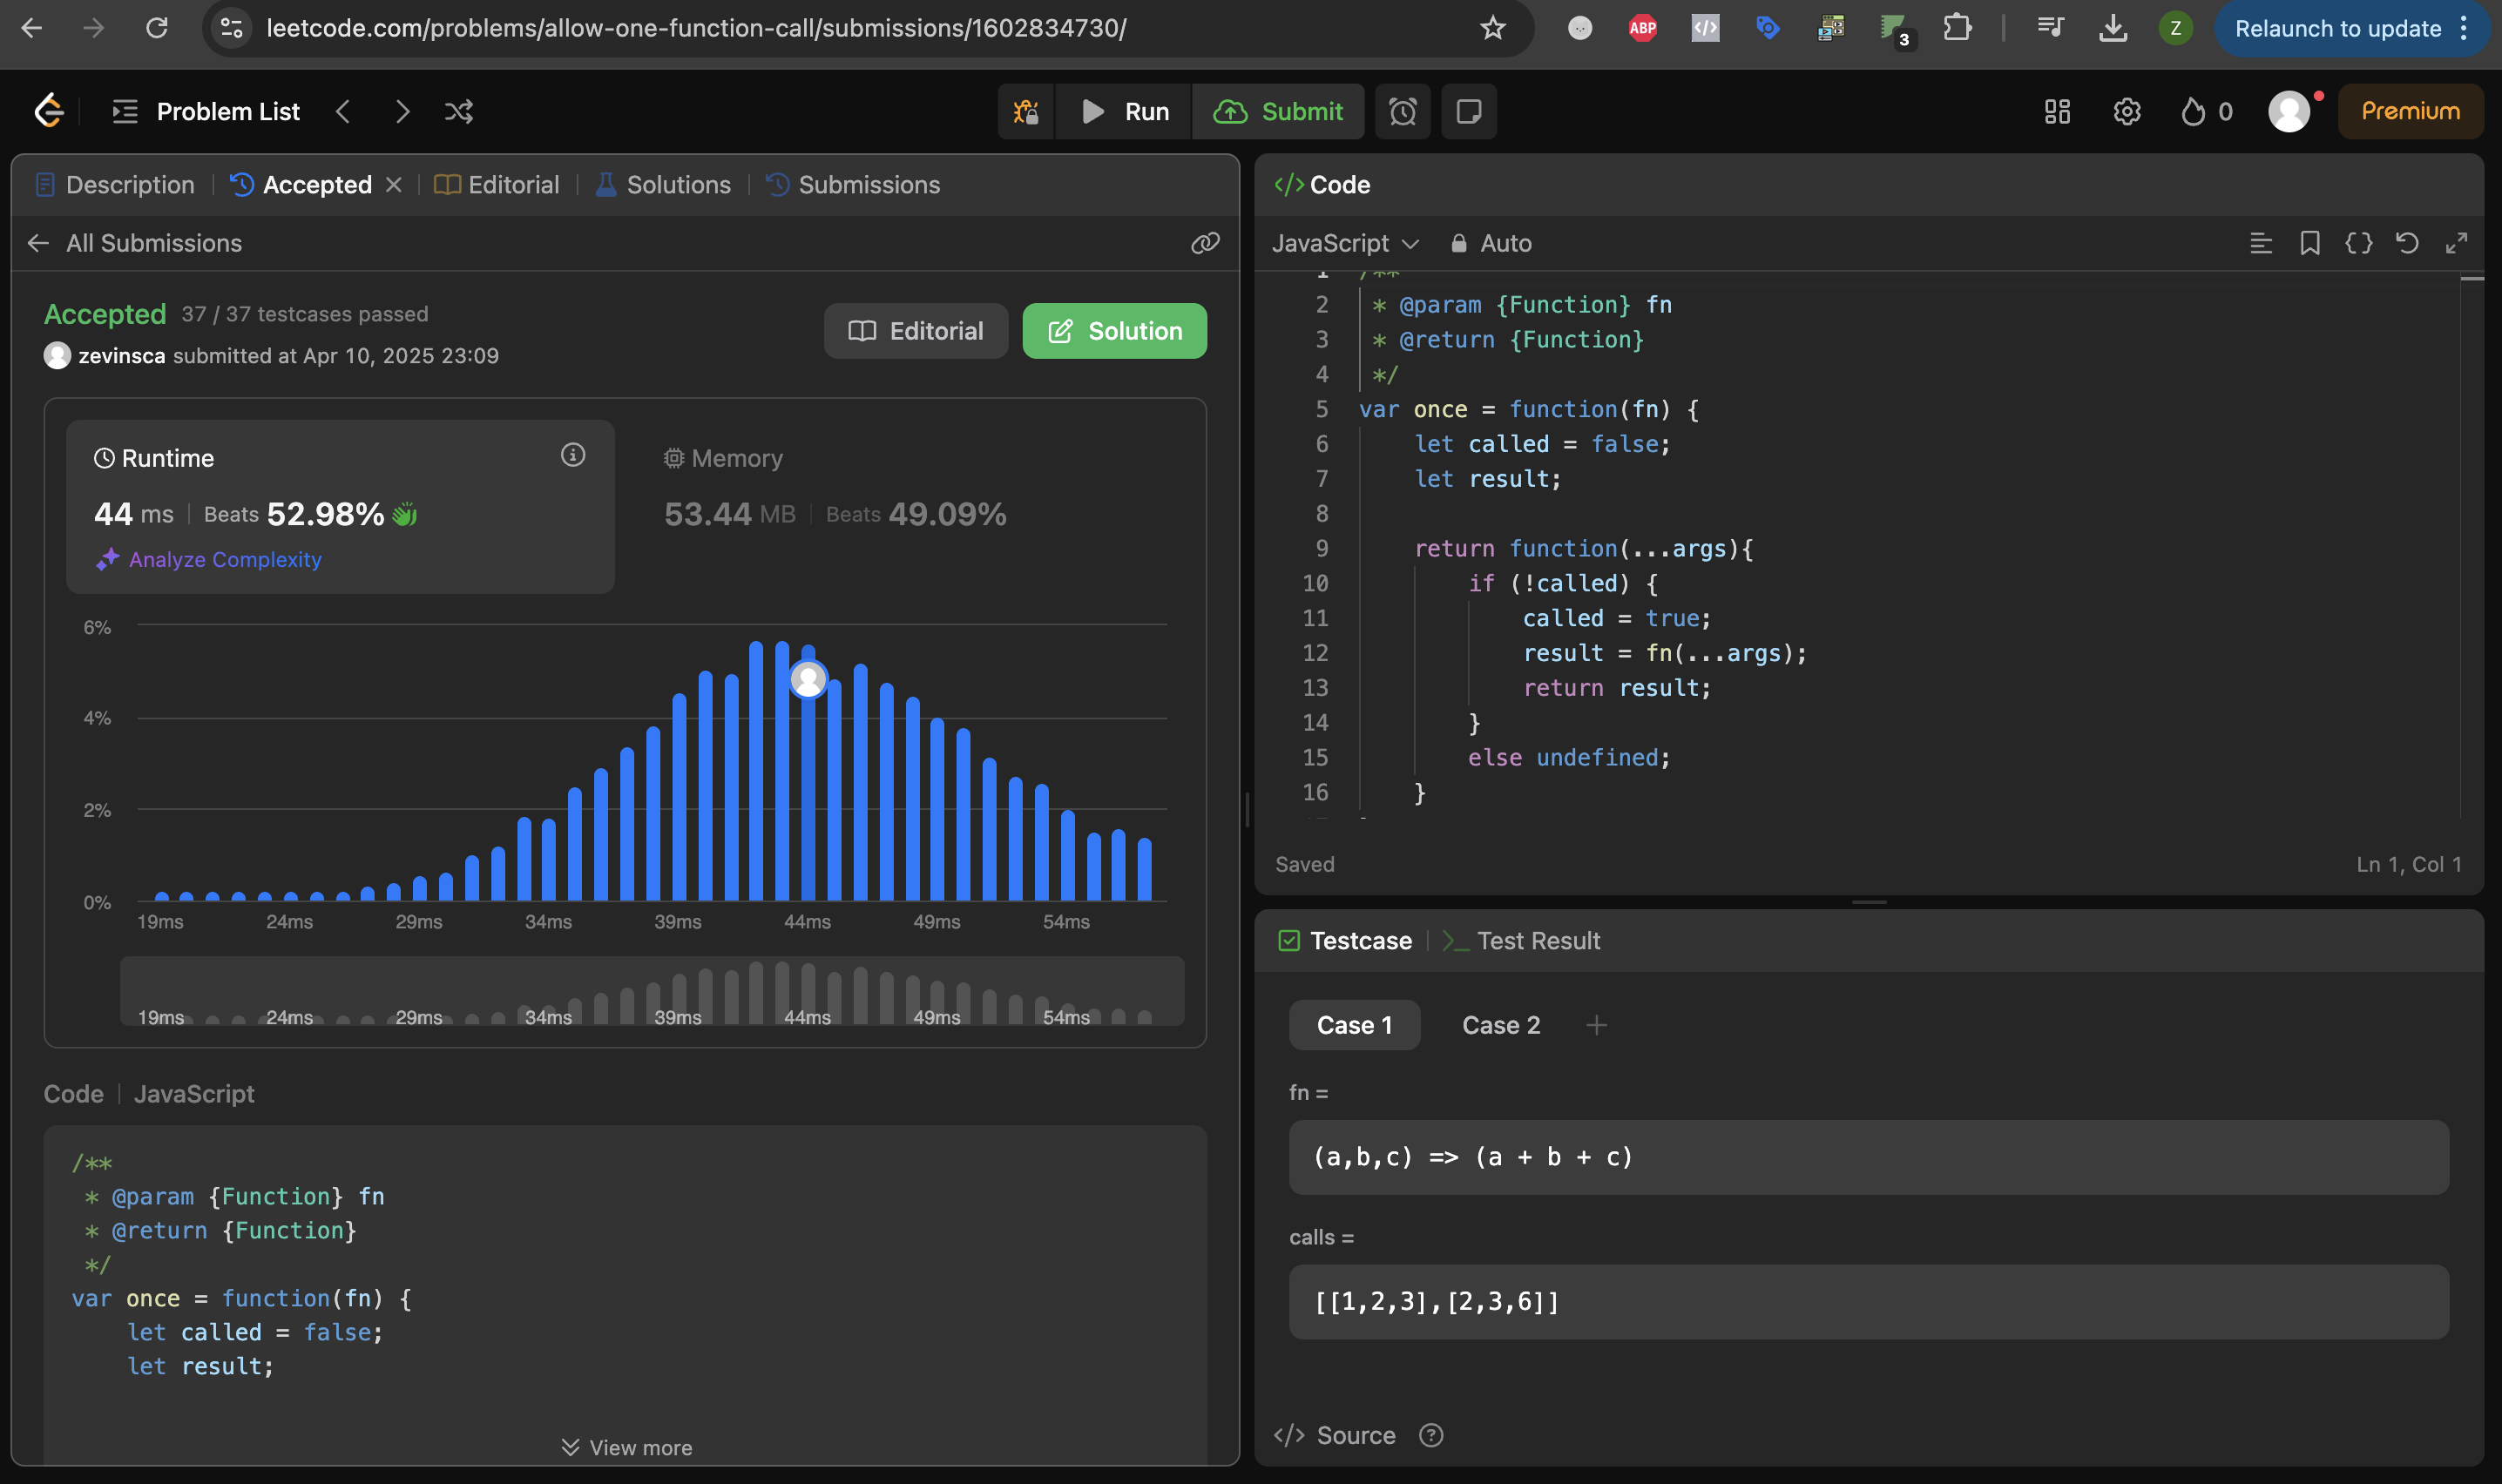 leetcode.com/problems/allow-one-function-call/submissions/1602834730/
ABP
3
Z
Relaunch to update
Problem List
Run
Submit
0
Premium
Description
Accepted
Editorial
Solutions
Submissions
All Submissions
Accepted 37 / 37 testcases passed
zevinsca submitted at Apr 10, 2025 23:09
Editorial
Solution
Runtime
44 ms | Beats 52.98%
Analyze Complexity
Memory
53.44 MB | Beats 49.09%
6%
4%
2%
0%
19ms 24ms 29ms 34ms 39ms 44ms 49ms 54ms
19ms 24ms 29ms 34ms 39ms 44ms 49ms 54ms
Code | JavaScript
/**
 * @param {Function} fn
 * @return {Function}
 */
var once = function(fn) {
    let called = false;
    let result;
View more
</> Code
JavaScript
Auto
1 /**
2  * @param {Function} fn
3  * @return {Function}
4  */
5 var once = function(fn) {
6     let called = false;
7     let result;
8
9     return function(...args){
10         if (!called) {
11             called = true;
12             result = fn(...args);
13             return result;
14         }
15         else undefined;
16     }
Saved
Ln 1, Col 1
Testcase
>_ Test Result
Case 1
Case 2
+
fn =
(a,b,c) => (a + b + c)
calls =
[[1,2,3],[2,3,6]]
</> Source